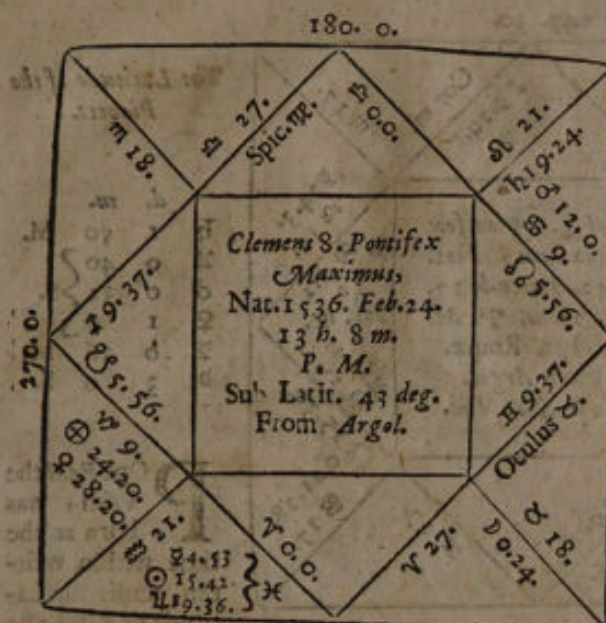 180. 0.
♎ 27.
Spic. ♍.
♎ 0.0.
♏ 18.
♌ 21.
♄ 19.24.
♂ 12.0.
♋ 9.
☊ 5.56.
♐ 9.37.
270. 0.
☋ 5.56.
♑ 9.
⊕ 24.20.
♀ 28.20.
Clemens 8. Pontifex
Maximus,
Nat. 1536. Feb. 24.
13 h. 8 m.
P. M.
Sub Latit. 43 deg.
From Argol.
♊ 9.37.
Oculus ♉.
♒ 21.
☿ 4.53
☉ 15.42.
♃ 19.36.
♓
♈ 0.0.
♈ 27.
♉ 18.
☽ 0.24.